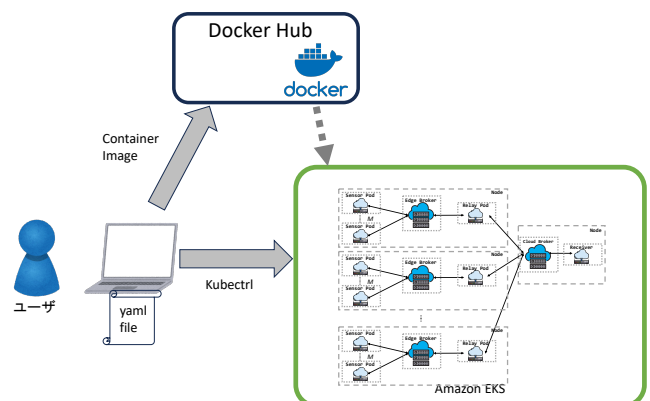 Docker Hub
docker
Container
Image
ユーザ
yaml
file
Kubectrl
Node
Sensor Pod
M
Sensor Pod
Edge Broker
Relay Pod
Node
Sensor Pod
M
Sensor Pod
Edge Broker
Relay Pod
⋮
Sensor Pod
M
Sensor Pod
Edge Broker
Relay Pod
Node
Cloud Broker
Receiver
Amazon EKS